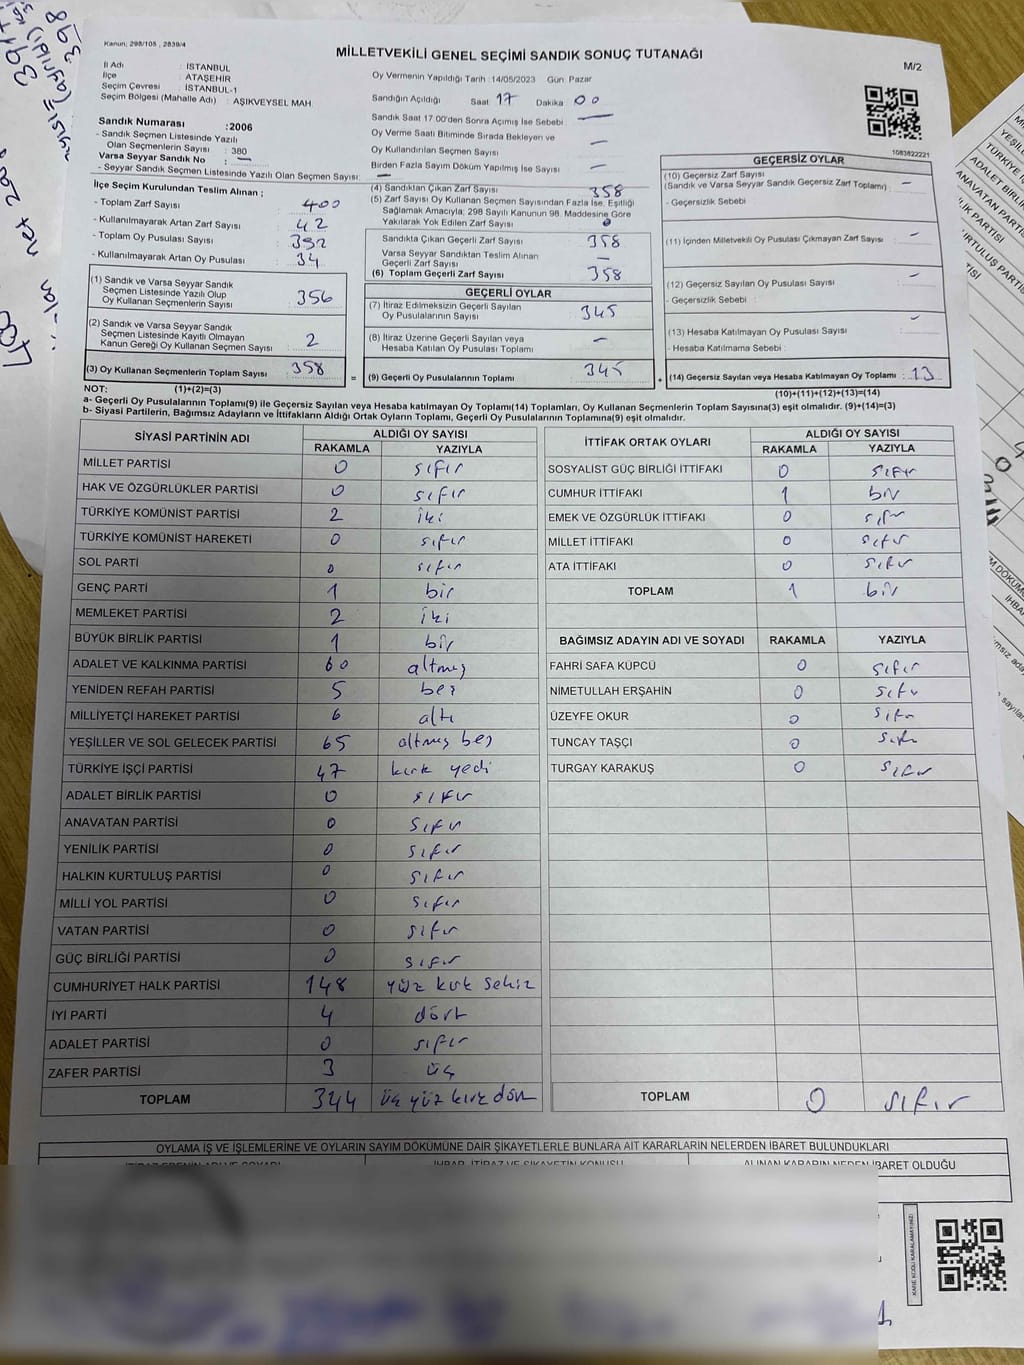 Kanun: 298/105 , 2839/4
MİLLETVEKİLİ GENEL SEÇİMİ SANDIK SONUÇ TUTANAĞI
M/2
İl Adı : İSTANBUL
İlçe : ATAŞEHİR
Seçim Çevresi : İSTANBUL-1
Seçim Bölgesi (Mahalle Adı) : AŞIKVEYSEL MAH
Sandık Numarası :2006
- Sandık Seçmen Listesinde Yazılı
Olan Seçmenlerin Sayısı : 380
Varsa Seyyar Sandık No : —
- Seyyar Sandık Seçmen Listesinde Yazılı Olan Seçmen Sayısı: —
Oy Vermenin Yapıldığı Tarih : 14/05/2023 Gün: Pazar
Sandığın Açıldığı Saat 17 Dakika 00
Sandık Saat 17:00'den Sonra Açımış İse Sebebi : —
Oy Verme Saati Bitiminde Sırada Bekleyen ve
Oy Kullandırılan Seçmen Sayısı : —
Birden Fazla Sayım Döküm Yapılmış İse Sayısı : —
1083822221
İlçe Seçim Kurulundan Teslim Alınan ;
- Toplam Zarf Sayısı : 400
- Kullanılmayarak Artan Zarf Sayısı : 42
- Toplam Oy Pusulası Sayısı : 392
- Kullanılmayarak Artan Oy Pusulası : 34
(1) Sandık ve Varsa Seyyar Sandık
Seçmen Listesinde Yazılı Olup
Oy Kullanan Seçmenlerin Sayısı : 356
(2) Sandık ve Varsa Seyyar Sandık
Seçmen Listesinde Kayıtlı Olmayan
Kanun Gereği Oy Kullanan Seçmen Sayısı : 2
(3) Oy Kullanan Seçmenlerin Toplam Sayısı : 358
(4) Sandıktan Çıkan Zarf Sayısı : 358
(5) Zarf Sayısı Oy Kullanan Seçmen Sayısından Fazla İse, Eşitliği
Sağlamak Amacıyla, 298 Sayılı Kanunun 98. Maddesine Göre
Yakılarak Yok Edilen Zarf Sayısı : 0
Sandıkta Çıkan Geçerli Zarf Sayısı : 358
Varsa Seyyar Sandıktan Teslim Alınan
Geçerli Zarf Sayısı : —
(6) Toplam Geçerli Zarf Sayısı : 358
GEÇERLİ OYLAR
(7) İtiraz Edilmeksizin Geçerli Sayılan
Oy Pusulalarının Sayısı : 345
(8) İtiraz Üzerine Geçerli Sayılan veya
Hesaba Katılan Oy Pusulası Toplamı : —
= (9) Geçerli Oy Pusulalarının Toplamı : 345
GEÇERSİZ OYLAR
(10) Geçersiz Zarf Sayısı
(Sandık ve Varsa Seyyar Sandık Geçersiz Zarf Toplamı) : —
- Geçersizlik Sebebi :
(11) İçinden Milletvekili Oy Pusulası Çıkmayan Zarf Sayısı : —
(12) Geçersiz Sayılan Oy Pusulası Sayısı : —
- Geçersizlik Sebebi :
(13) Hesaba Katılmayan Oy Pusulası Sayısı : —
- Hesaba Katılmama Sebebi :
+ (14) Geçersiz Sayılan veya Hesaba Katılmayan Oy Toplamı : 13
NOT: (1)+(2)=(3)
(10)+(11)+(12)+(13)=(14)
a- Geçerli Oy Pusulalarının Toplamı(9) ile Geçersiz Sayılan veya Hesaba katılmayan Oy Toplamı(14) Toplamları, Oy Kullanan Seçmenlerin Toplam Sayısına(3) eşit olmalıdır. (9)+(14)=(3)
b- Siyasi Partilerin, Bağımsız Adayların ve İttifakların Aldığı Ortak Oyların Toplamı, Geçerli Oy Pusulalarının Toplamına(9) eşit olmalıdır.
SİYASİ PARTİNİN ADI ALDIĞI OY SAYISI
RAKAMLA YAZIYLA
MİLLET PARTİSİ 0 sıfır
HAK VE ÖZGÜRLÜKLER PARTİSİ 0 sıfır
TÜRKİYE KOMÜNİST PARTİSİ 2 iki
TÜRKİYE KOMÜNİST HAREKETİ 0 sıfır
SOL PARTİ 0 sıfır
GENÇ PARTİ 1 bir
MEMLEKET PARTİSİ 2 iki
BÜYÜK BİRLİK PARTİSİ 1 bir
ADALET VE KALKINMA PARTİSİ 60 altmış
YENİDEN REFAH PARTİSİ 5 beş
MİLLİYETÇİ HAREKET PARTİSİ 6 altı
YEŞİLLER VE SOL GELECEK PARTİSİ 65 altmış beş
TÜRKİYE İŞÇİ PARTİSİ 47 kırk yedi
ADALET BİRLİK PARTİSİ 0 sıfır
ANAVATAN PARTİSİ 0 sıfır
YENİLİK PARTİSİ 0 sıfır
HALKIN KURTULUŞ PARTİSİ 0 sıfır
MİLLİ YOL PARTİSİ 0 sıfır
VATAN PARTİSİ 0 sıfır
GÜÇ BİRLİĞİ PARTİSİ 0 sıfır
CUMHURİYET HALK PARTİSİ 148 yüz kırk sekiz
İYİ PARTİ 4 dört
ADALET PARTİSİ 0 sıfır
ZAFER PARTİSİ 3 üç
TOPLAM 344 üç yüz kırk dört
İTTİFAK ORTAK OYLARI ALDIĞI OY SAYISI
RAKAMLA YAZIYLA
SOSYALİST GÜÇ BİRLİĞİ İTTİFAKI 0 sıfır
CUMHUR İTTİFAKI 1 bir
EMEK VE ÖZGÜRLÜK İTTİFAKI 0 sıfır
MİLLET İTTİFAKI 0 sıfır
ATA İTTİFAKI 0 sıfır
TOPLAM 1 bir
BAĞIMSIZ ADAYIN ADI VE SOYADI RAKAMLA YAZIYLA
FAHRİ SAFA KÜPCÜ 0 sıfır
NİMETULLAH ERŞAHİN 0 sıfır
ÜZEYFE OKUR 0 sıfır
TUNCAY TAŞÇI 0 sıfır
TURGAY KARAKUŞ 0 sıfır
TOPLAM 0 sıfır
OYLAMA İŞ VE İŞLEMLERİNE VE OYLARIN SAYIM DÖKÜMÜNE DAİR ŞİKAYETLERLE BUNLARA AİT KARARLARIN NELERDEN İBARET BULUNDUKLARI
İTİRAZ EDENİN ADI VE SOYADI İHBAR, İTİRAZ VE ŞİKAYETİN KONUSU ALINAN KARARIN NEDEN İBARET OLDUĞU